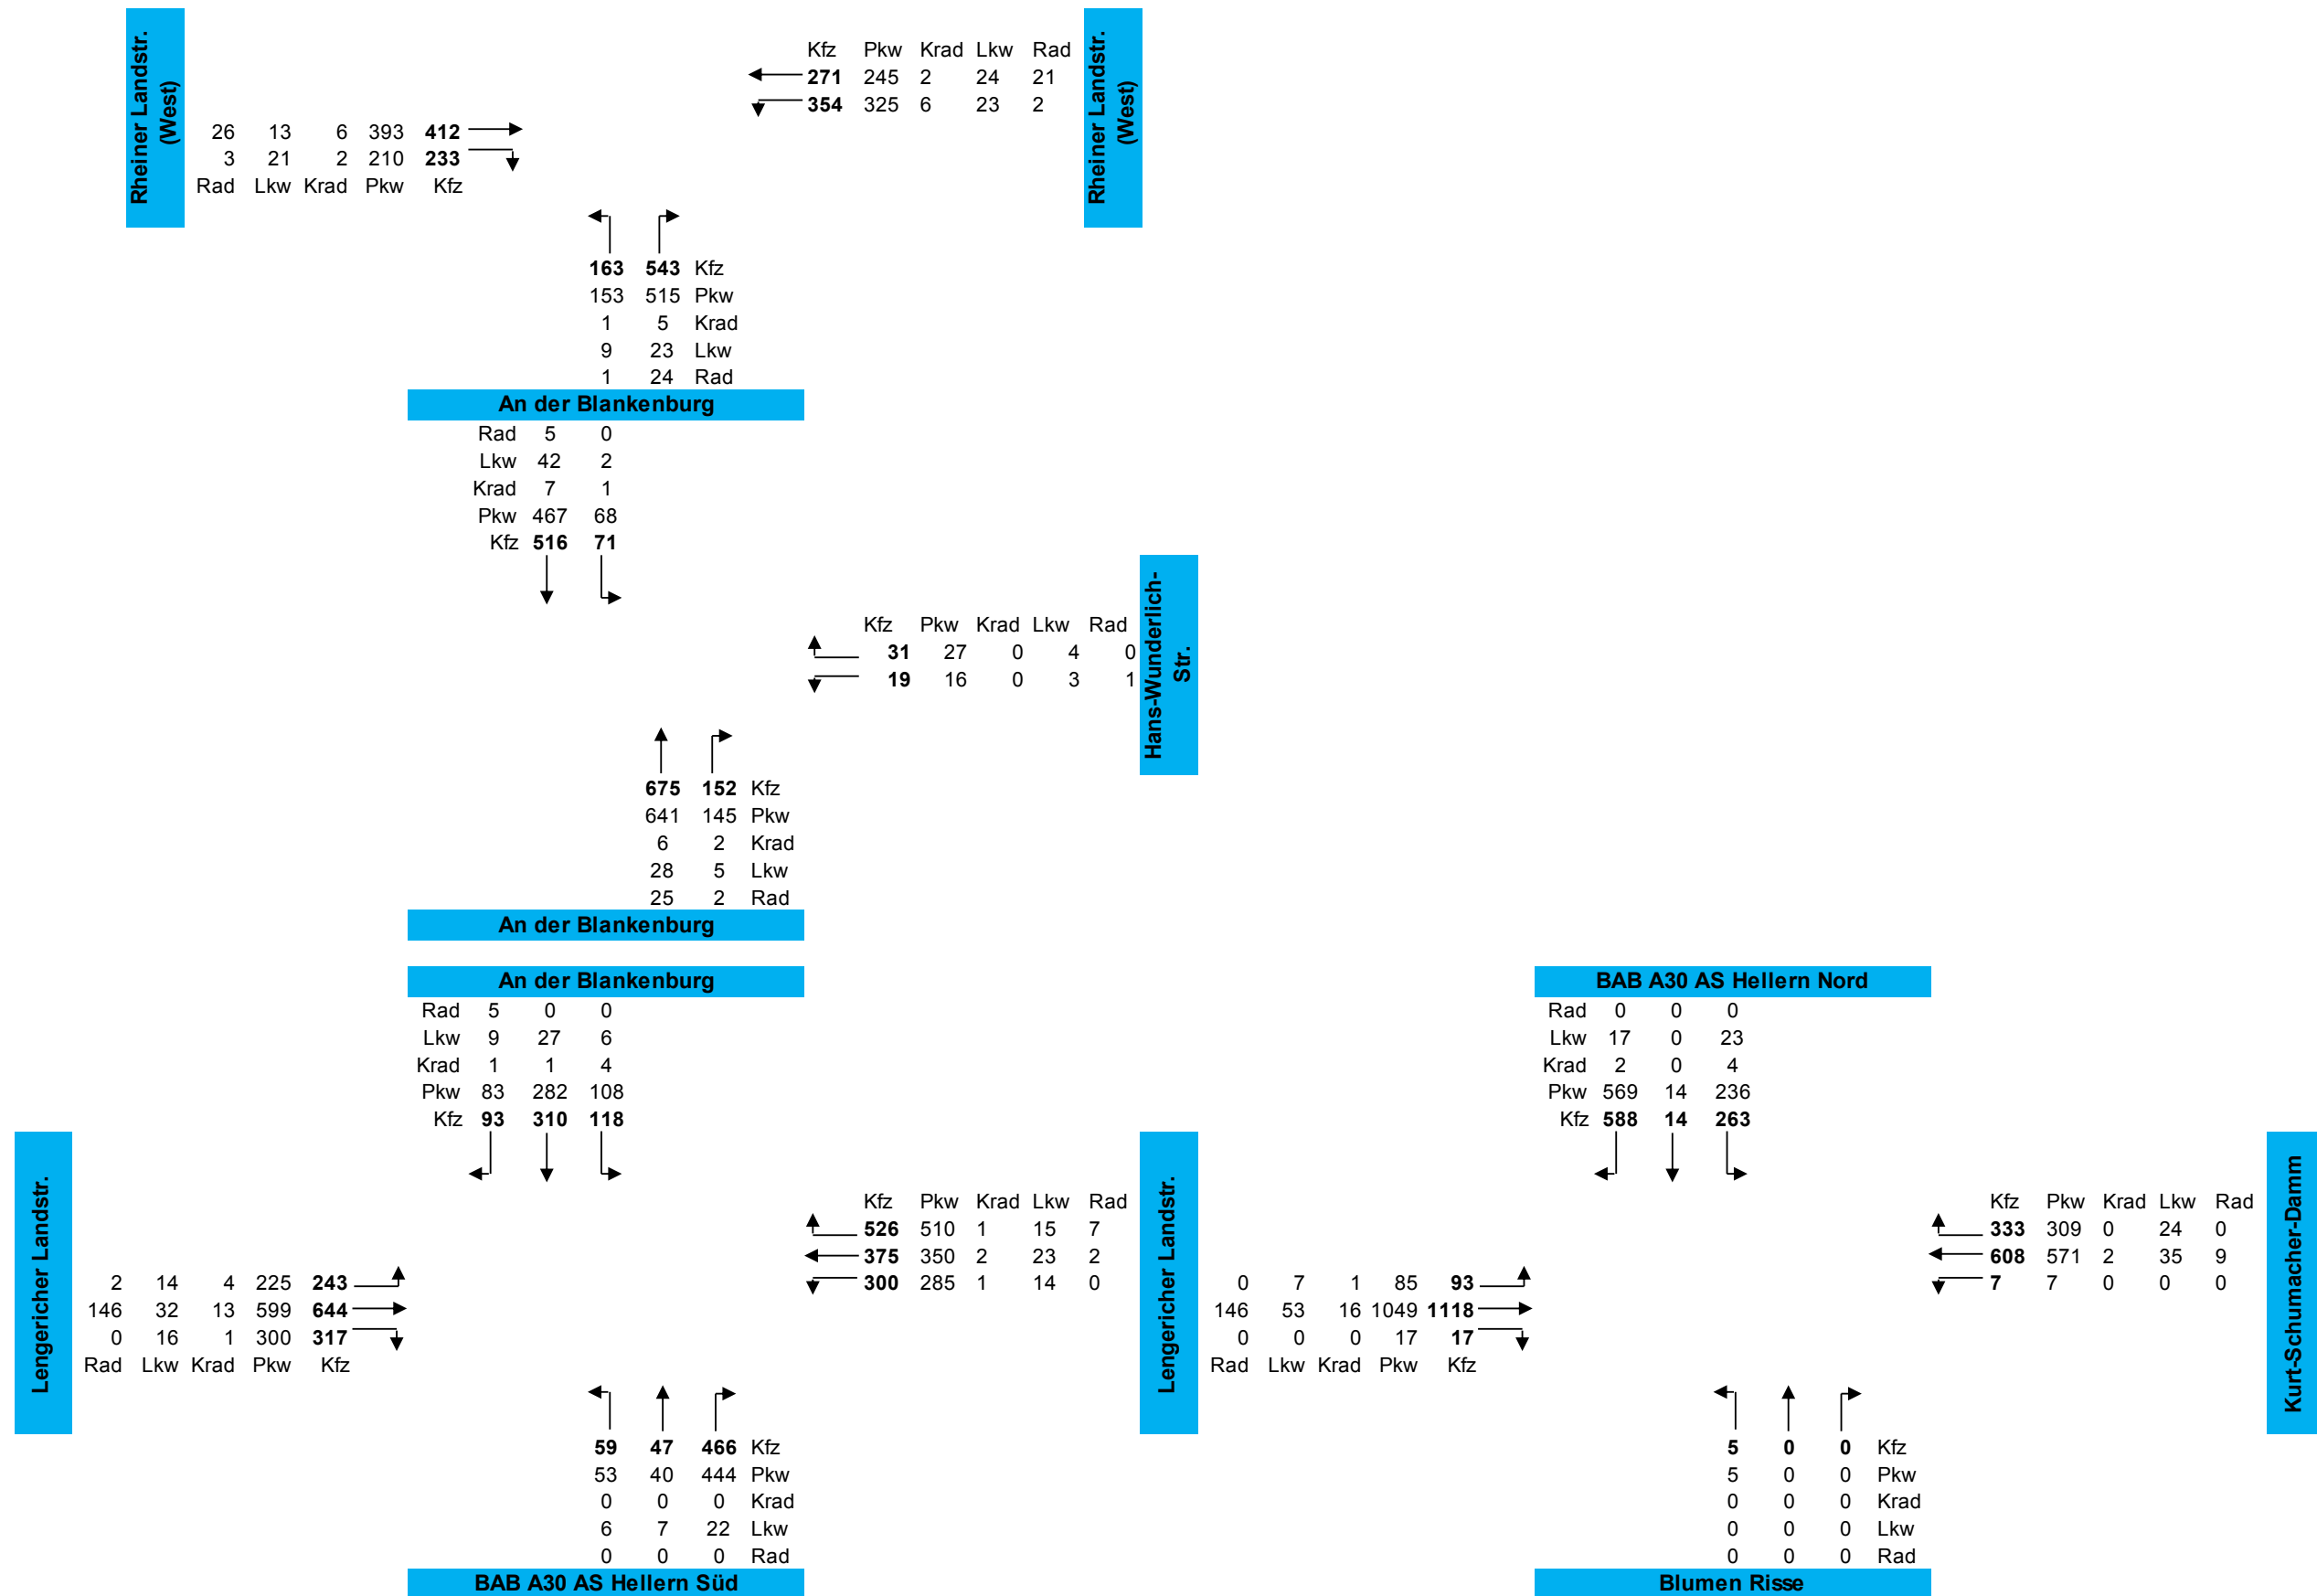 Rheiner Landstr.
(West)
Kfz Pkw Krad Lkw Rad
271 245 2 24 21
354 325 6 23 2
Rheiner Landstr.
(West)
26 13 6 393 412
3 21 2 210 233
Rad Lkw Krad Pkw Kfz
163 543 Kfz
153 515 Pkw
1 5 Krad
9 23 Lkw
1 24 Rad
An der Blankenburg
Rad 5 0
Lkw 42 2
Krad 7 1
Pkw 467 68
Kfz 516 71
Kfz Pkw Krad Lkw Rad
31 27 0 4 0
19 16 0 3 1
Hans-Wunderlich-
Str.
675 152 Kfz
641 145 Pkw
6 2 Krad
28 5 Lkw
25 2 Rad
An der Blankenburg
An der Blankenburg
Rad 5 0 0
Lkw 9 27 6
Krad 1 1 4
Pkw 83 282 108
Kfz 93 310 118
Lengericher Landstr.
2 14 4 225 243
146 32 13 599 644
0 16 1 300 317
Rad Lkw Krad Pkw Kfz
Kfz Pkw Krad Lkw Rad
526 510 1 15 7
375 350 2 23 2
300 285 1 14 0
59 47 466 Kfz
53 40 444 Pkw
0 0 0 Krad
6 7 22 Lkw
0 0 0 Rad
BAB A30 AS Hellern Süd
BAB A30 AS Hellern Nord
Rad 0 0 0
Lkw 17 0 23
Krad 2 0 4
Pkw 569 14 236
Kfz 588 14 263
Lengericher Landstr.
0 7 1 85 93
146 53 16 1049 1118
0 0 0 17 17
Rad Lkw Krad Pkw Kfz
Kfz Pkw Krad Lkw Rad
333 309 0 24 0
608 571 2 35 9
7 7 0 0 0
Kurt-Schumacher-Damm
5 0 0 Kfz
5 0 0 Pkw
0 0 0 Krad
0 0 0 Lkw
0 0 0 Rad
Blumen Risse